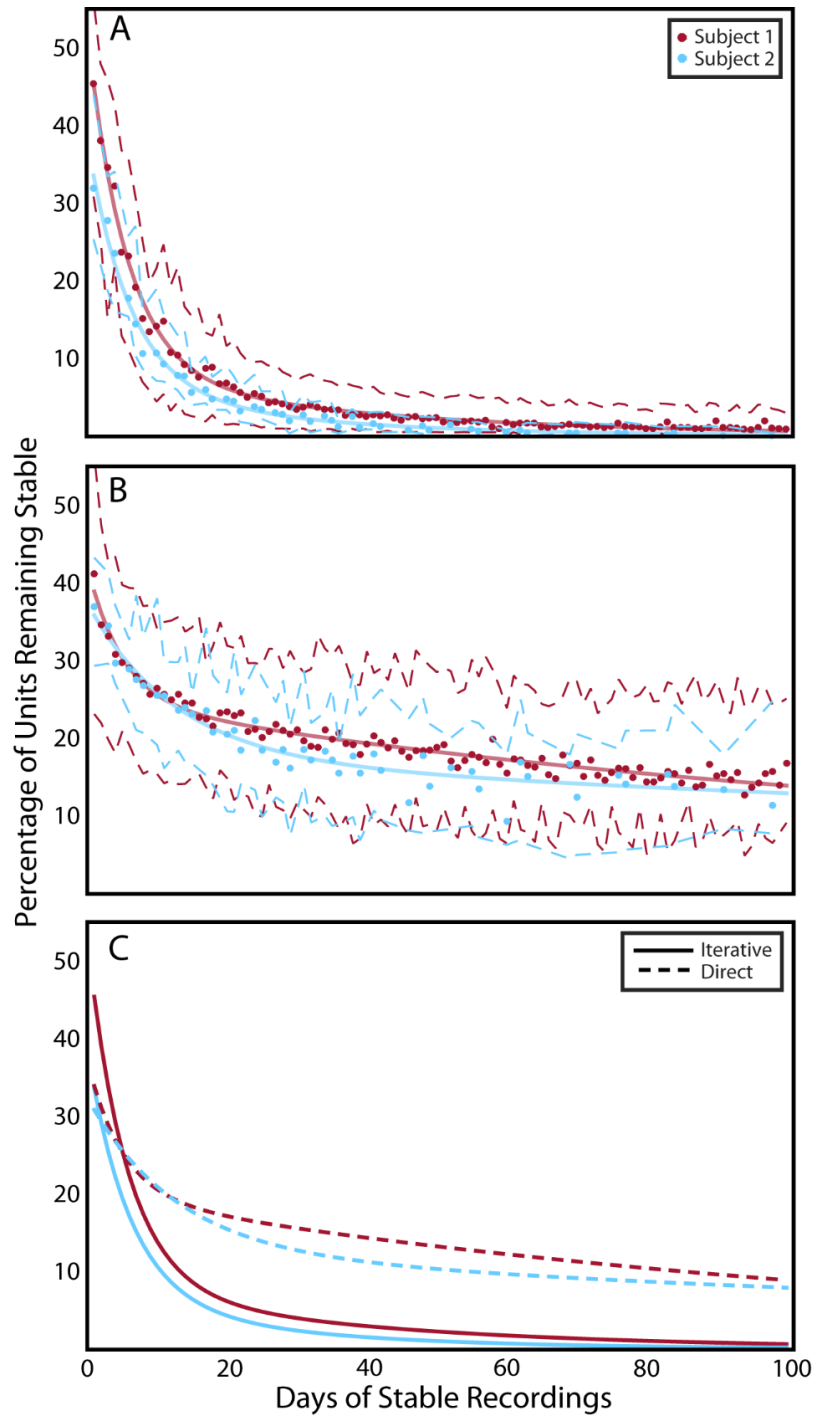 A
Subject 1
Subject 2
50
40
30
20
10
B
50
40
30
20
10
C
Iterative
Direct
50
40
30
20
10
0 20 40 60 80 100
Days of Stable Recordings
Percentage of Units Remaining Stable